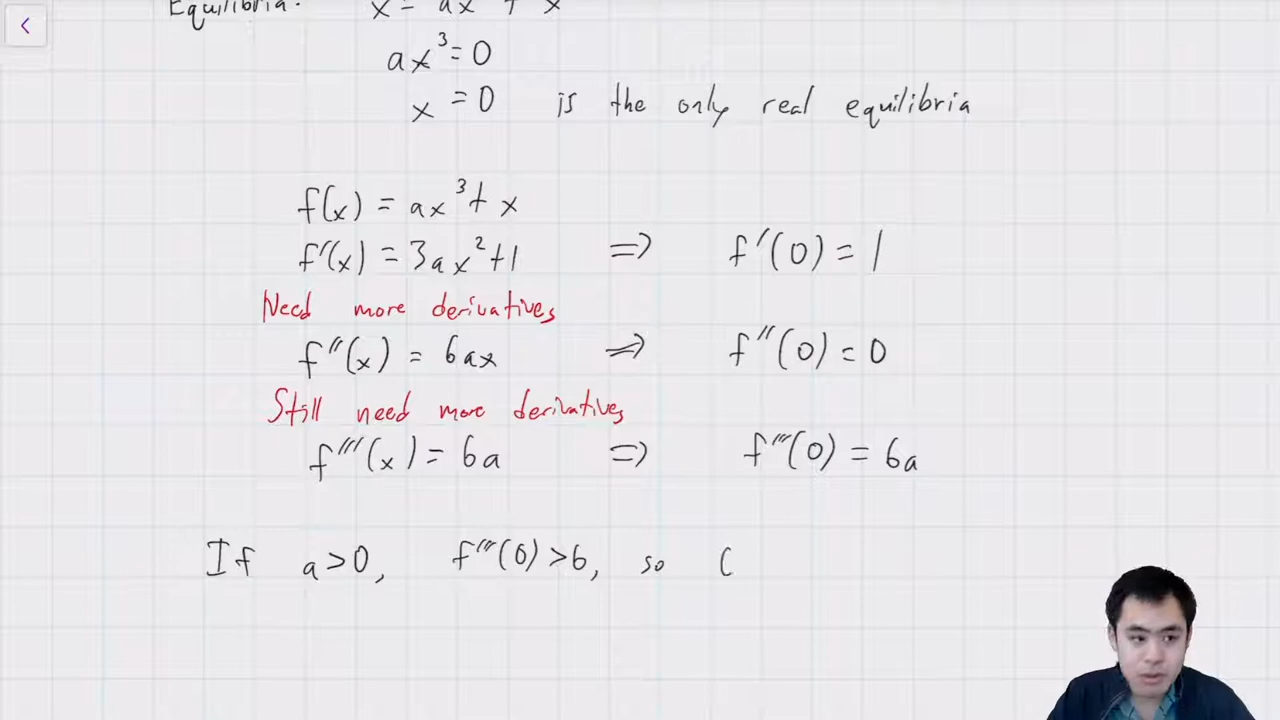 Equilibria: x = ax + x
ax³ = 0
x = 0 is the only real equilibria
f(x) = ax³ + x
f'(x) = 3ax² + 1 ⇒ f'(0) = 1
Need more derivatives
f''(x) = 6ax ⇒ f''(0) = 0
Still need more derivatives
f'''(x) = 6a ⇒ f'''(0) = 6a
If a > 0, f'''(0) > 6, so (